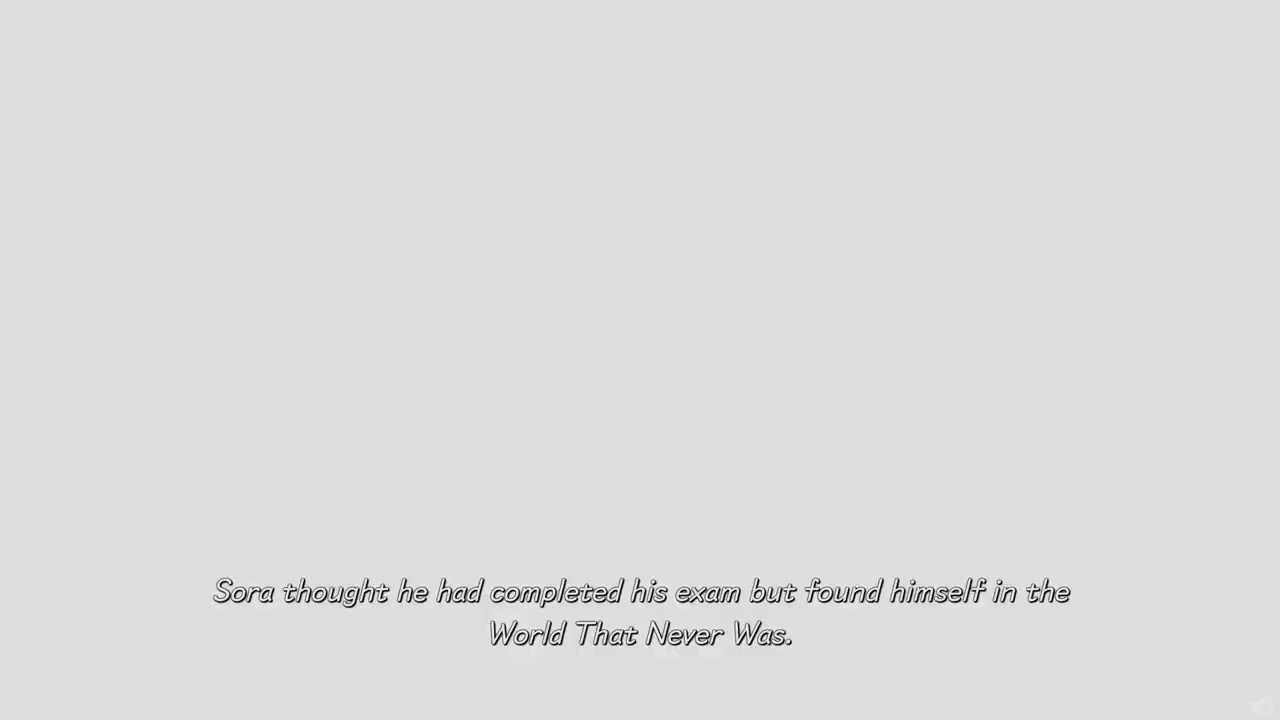 Sora thought he had completed his exam but found himself in the
World That Never Was.